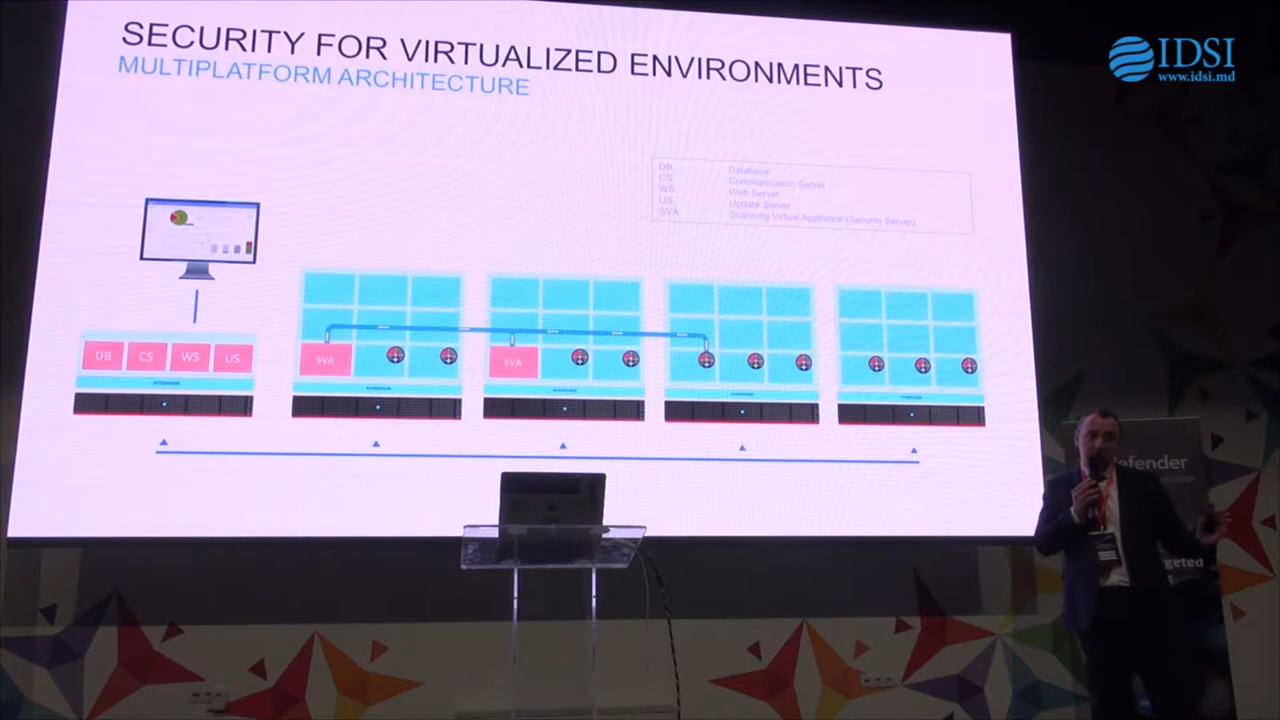 SECURITY FOR VIRTUALIZED ENVIRONMENTS
MULTIPLATFORM ARCHITECTURE
IDSI
www.idsi.md
DB Database
CS Communication Server
WS Web Server
US Update Server
SVA Scanning Virtual Appliance (Security Server)
DB CS WS US
SVA
SVA
efender
geted